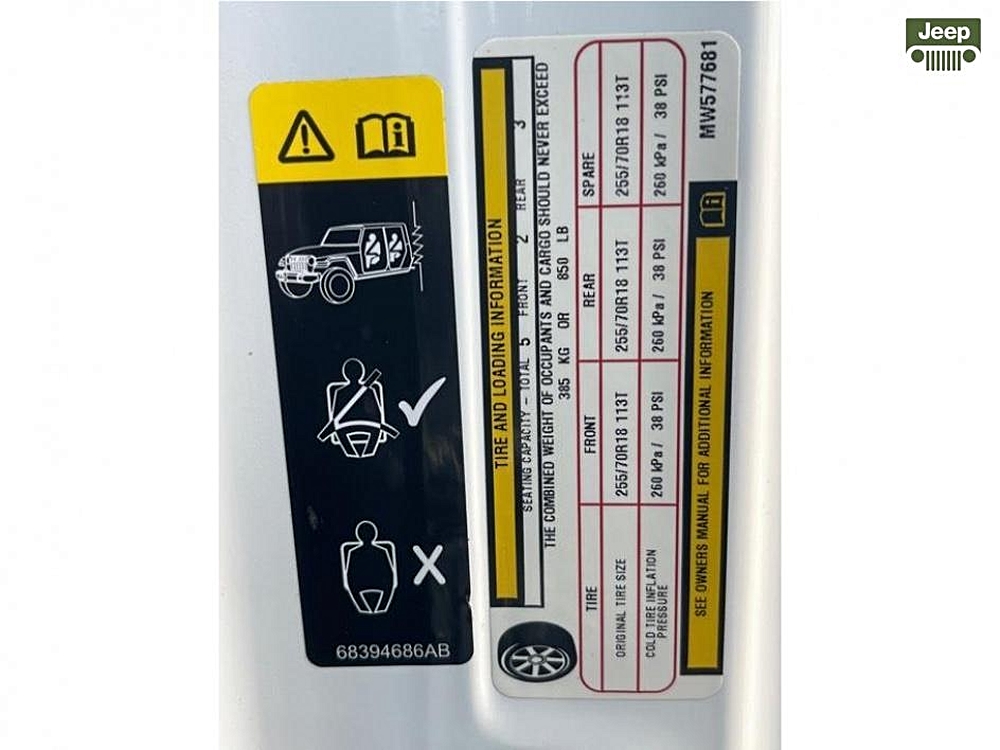 Jeep
68394686AB
TIRE AND LOADING INFORMATION
SEATING CAPACITY - TOTAL 5 FRONT 2 REAR 3
THE COMBINED WEIGHT OF OCCUPANTS AND CARGO SHOULD NEVER EXCEED
385 KG OR 850 LB
TIRE FRONT REAR SPARE
ORIGINAL TIRE SIZE 255/70R18 113T 255/70R18 113T 255/70R18 113T
COLD TIRE INFLATION
PRESSURE 260 kPa / 38 PSI 260 kPa / 38 PSI 260 kPa / 38 PSI
SEE OWNERS MANUAL FOR ADDITIONAL INFORMATION
MW577681